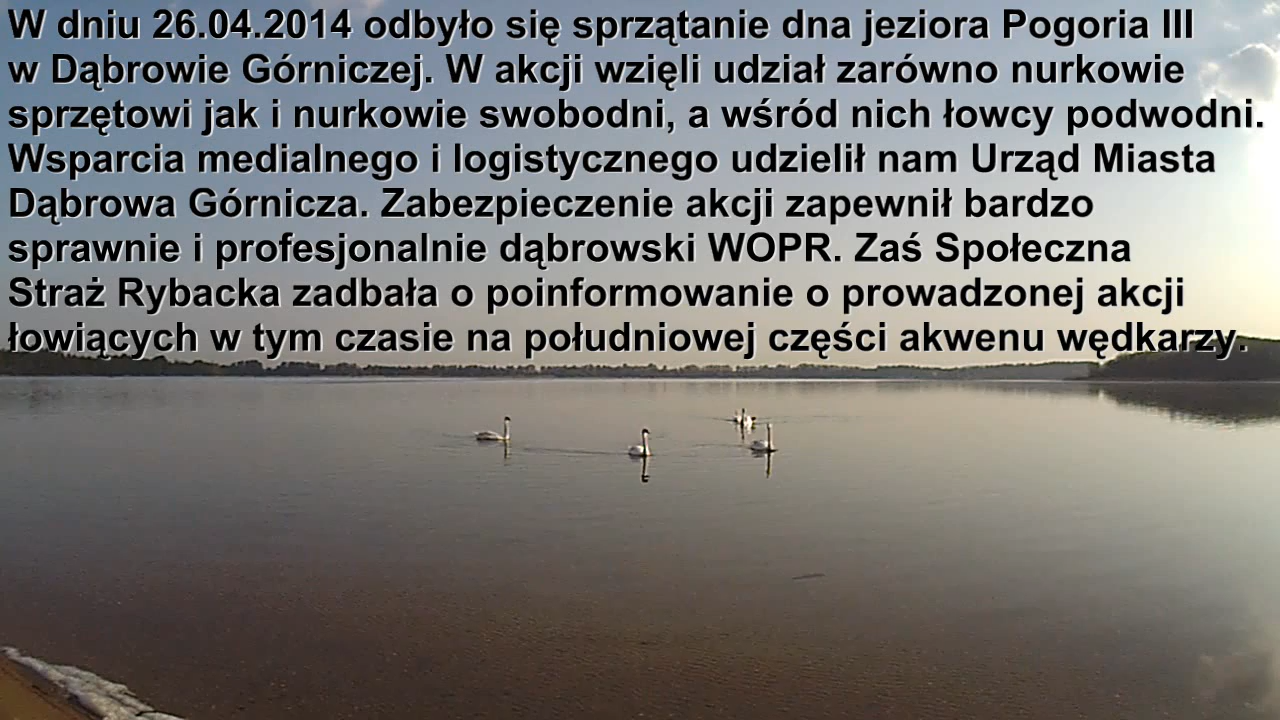 W dniu 26.04.2014 odbyło się sprzątanie dna jeziora Pogoria III
w Dąbrowie Górniczej. W akcji wzięli udział zarówno nurkowie
sprzętowi jak i nurkowie swobodni, a wśród nich łowcy podwodni.
Wsparcia medialnego i logistycznego udzielił nam Urząd Miasta
Dąbrowa Górnicza. Zabezpieczenie akcji zapewnił bardzo
sprawnie i profesjonalnie dąbrowski WOPR. Zaś Społeczna
Straż Rybacka zadbała o poinformowanie o prowadzonej akcji
łowiących w tym czasie na południowej części akwenu wędkarzy.